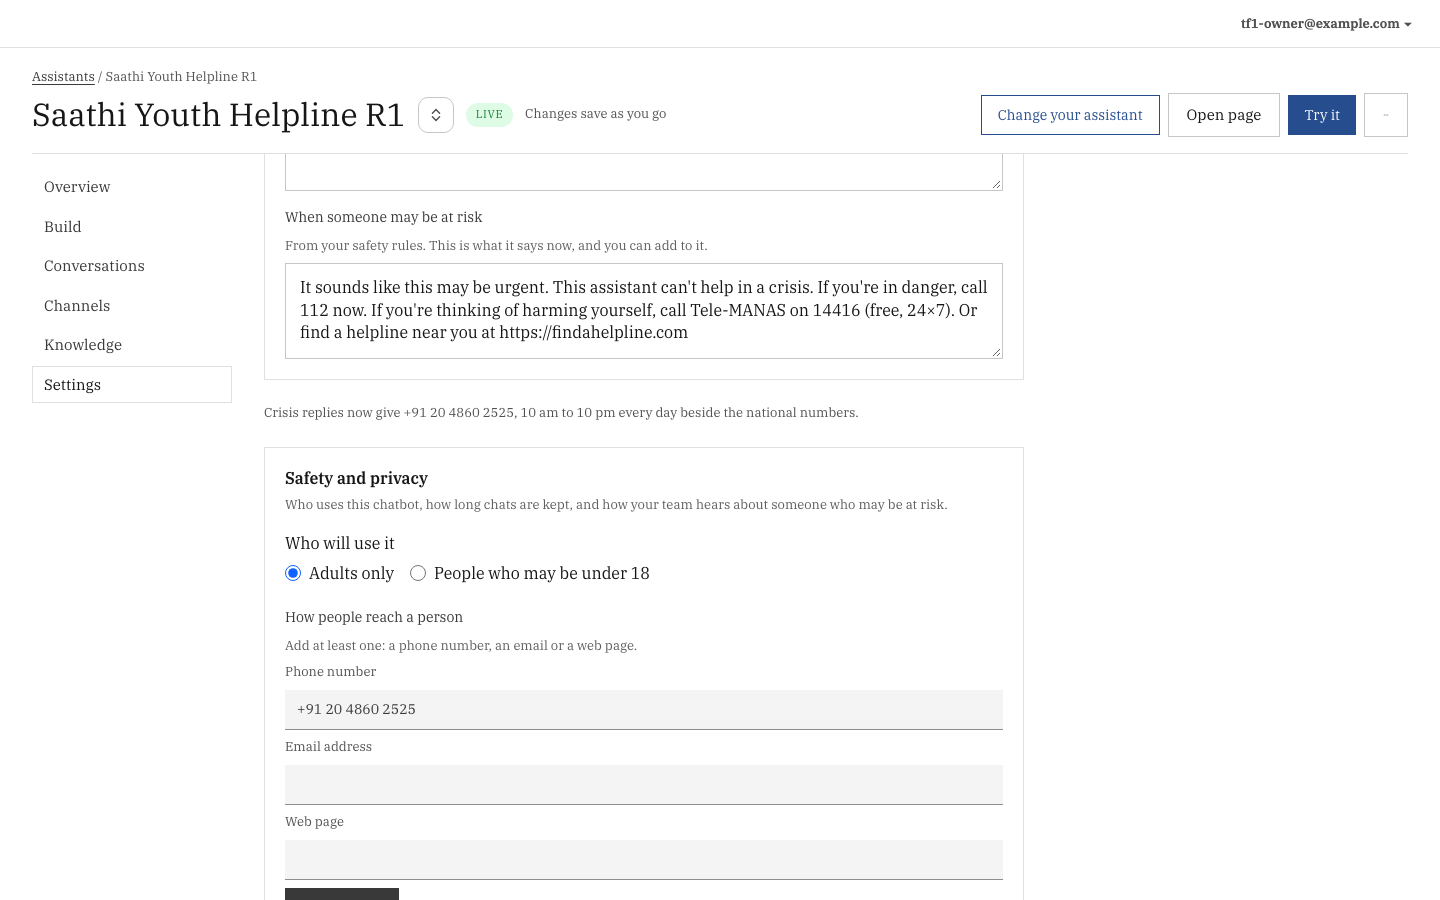 tf1-owner@example.com
Assistants / Saathi Youth Helpline R1
Saathi Youth Helpline R1
LIVE
Changes save as you go
Change your assistant
Open page
Try it
Overview
Build
Conversations
Channels
Knowledge
Settings
When someone may be at risk
From your safety rules. This is what it says now, and you can add to it.
It sounds like this may be urgent. This assistant can't help in a crisis. If you're in danger, call
112 now. If you're thinking of harming yourself, call Tele-MANAS on 14416 (free, 24×7). Or
find a helpline near you at https://findahelpline.com
Crisis replies now give +91 20 4860 2525, 10 am to 10 pm every day beside the national numbers.
Safety and privacy
Who uses this chatbot, how long chats are kept, and how your team hears about someone who may be at risk.
Who will use it
Adults only
People who may be under 18
How people reach a person
Add at least one: a phone number, an email or a web page.
Phone number
+91 20 4860 2525
Email address
Web page